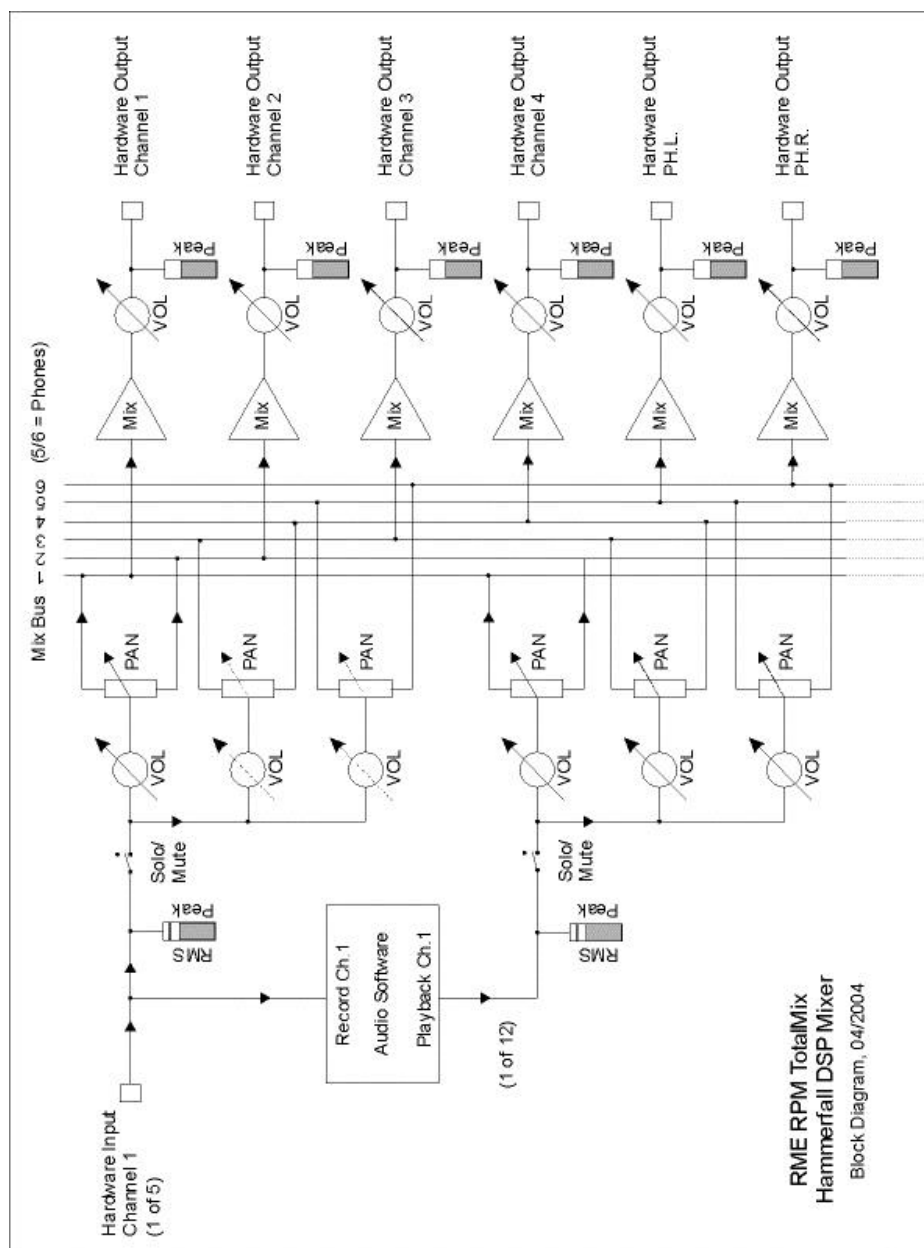 Hardware Input
Channel 1
(1 of 5)
RMS
Peak
Solo/
Mute
VOL
PAN
VOL
PAN
VOL
PAN
Record Ch.1
Audio Software
Playback Ch.1
(1 of 12)
RMS
Peak
Solo/
Mute
VOL
PAN
VOL
PAN
VOL
PAN
Mix Bus 1 2 3 4 5 6 (5/6 = Phones)
Mix
VOL
Peak
Hardware Output
Channel 1
Mix
VOL
Peak
Hardware Output
Channel 2
Mix
VOL
Peak
Hardware Output
Channel 3
Mix
VOL
Peak
Hardware Output
Channel 4
Mix
VOL
Peak
Hardware Output
PH.L.
Mix
VOL
Peak
Hardware Output
PH.R.
RME RPM TotalMix
Hammerfall DSP Mixer
Block Diagram, 04/2004